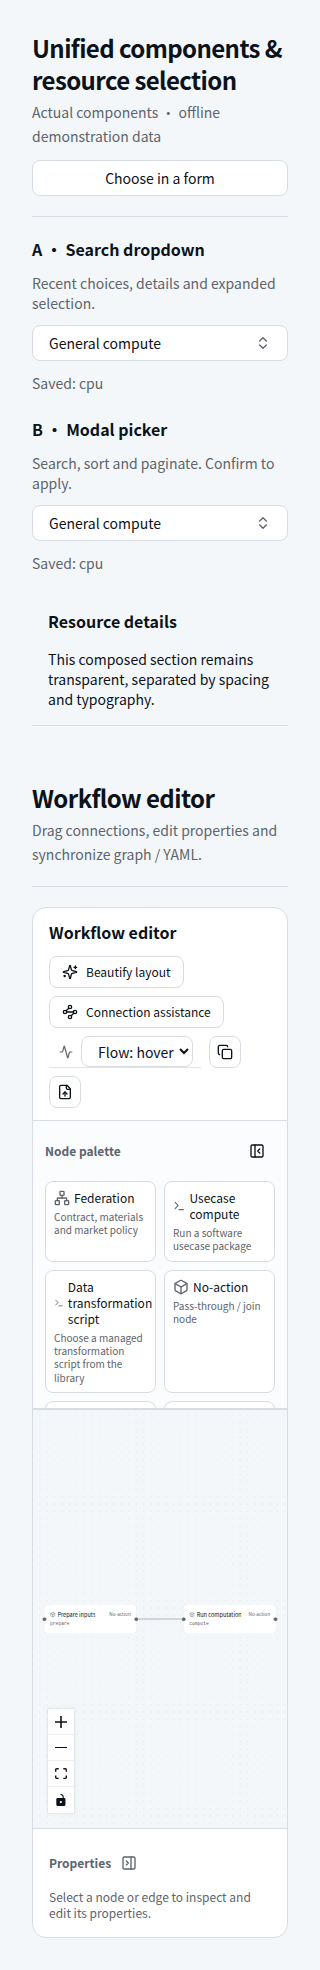 Unified components &
resource selection
Actual components • offline
demonstration data
Choose in a form
A • Search dropdown
Recent choices, details and expanded
selection.
General compute
Saved: cpu
B • Modal picker
Search, sort and paginate. Confirm to
apply.
General compute
Saved: cpu
Resource details
This composed section remains
transparent, separated by spacing
and typography.
Workflow editor
Drag connections, edit properties and
synchronize graph / YAML.
Workflow editor
Beautify layout
Connection assistance
Flow: hover
Node palette
Federation
Contract, materials
and market policy
Usecase
compute
Run a software
usecase package
Data
transformation
script
Choose a managed
transformation
script from the
library
No-action
Pass-through / join
node
Prepare inputs No-action
prepare
Run computation No-action
compute
Properties
Select a node or edge to inspect and
edit its properties.